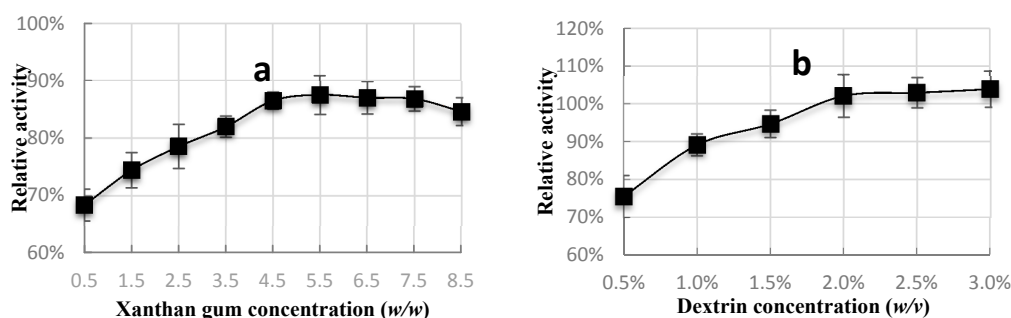 a
Relative activity
100%
90%
80%
70%
60%
0.5 1.5 2.5 3.5 4.5 5.5 6.5 7.5 8.5
Xanthan gum concentration (w/w)
b
Relative activity
120%
110%
100%
90%
80%
70%
60%
0.5% 1.0% 1.5% 2.0% 2.5% 3.0%
Dextrin concentration (w/v)